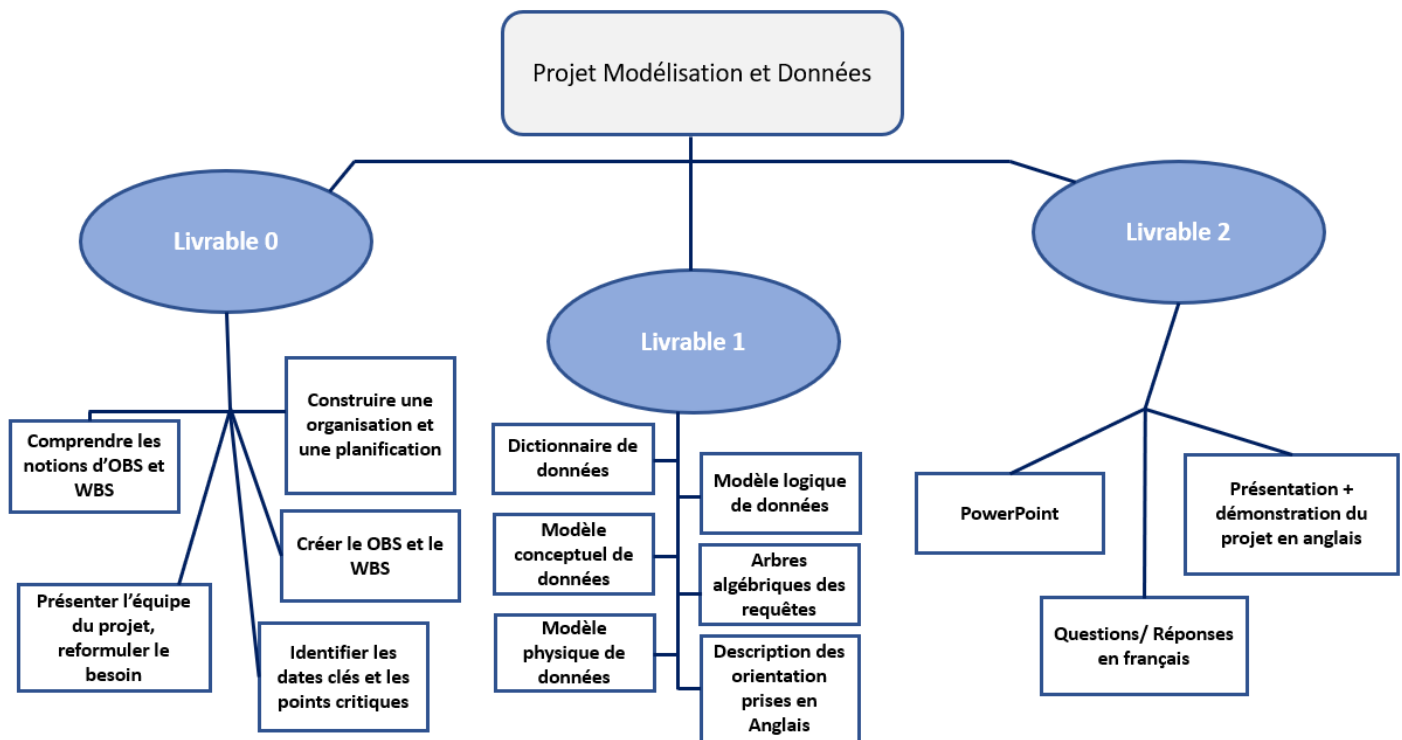 Projet Modélisation et Données
Livrable 0
Livrable 1
Livrable 2
Comprendre les
notions d'OBS et
WBS
Construire une
organisation et
une planification
Créer le OBS et le
WBS
Présenter l'équipe
du projet,
reformuler le
besoin
Identifier les
dates clés et les
points critiques
Dictionnaire de
données
Modèle logique
de données
Modèle
conceptuel de
données
Arbres
algébriques des
requêtes
Modèle
physique de
données
Description des
orientation
prises en
Anglais
PowerPoint
Présentation +
démonstration du
projet en anglais
Questions/ Réponses
en français